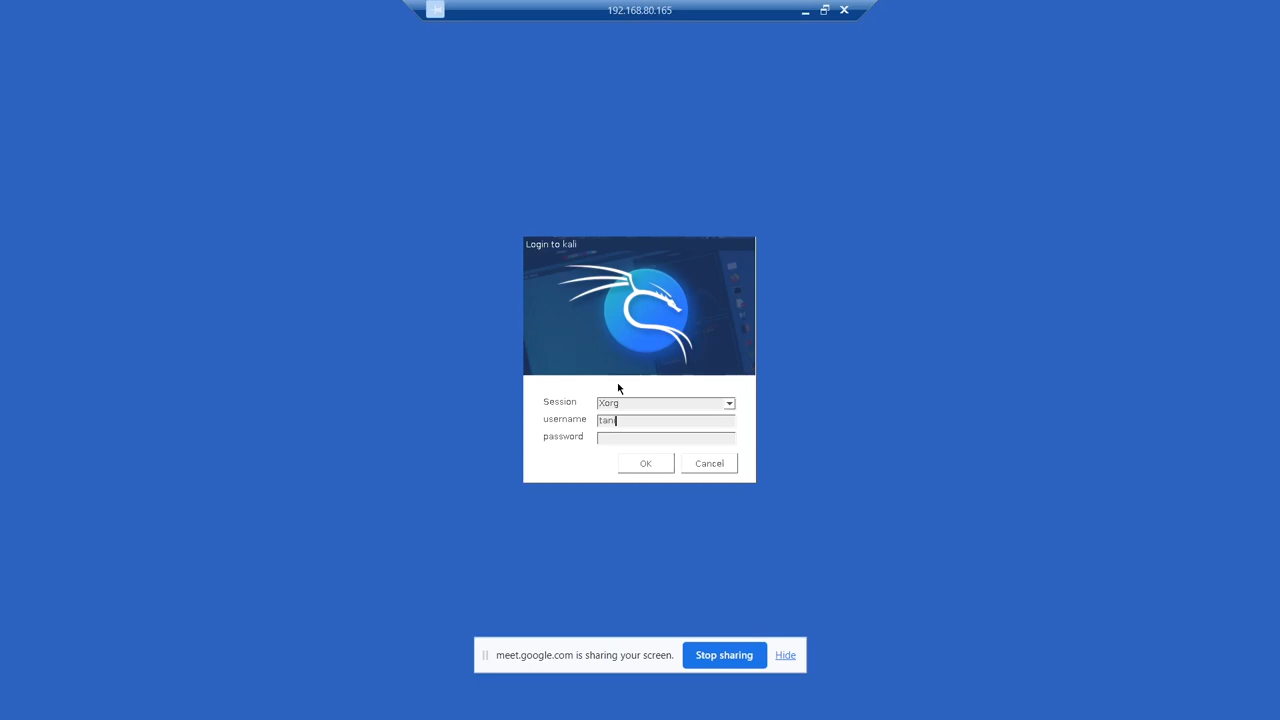 192.168.80.165
Login to kali
Session Xorg
username tani
password
OK Cancel
meet.google.com is sharing your screen. Stop sharing Hide